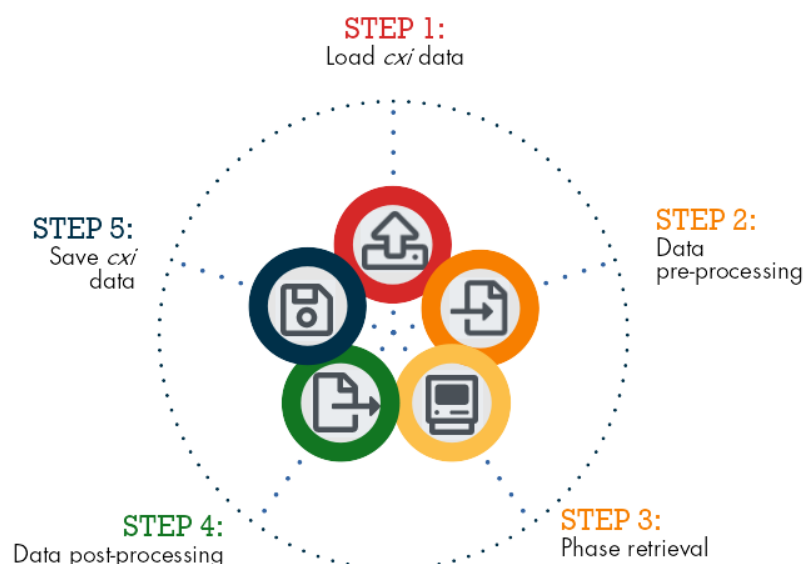 STEP 1:
Load cxi data
STEP 2:
Data
pre-processing
STEP 3:
Phase retrieval
STEP 4:
Data post-processing
STEP 5:
Save cxi
data